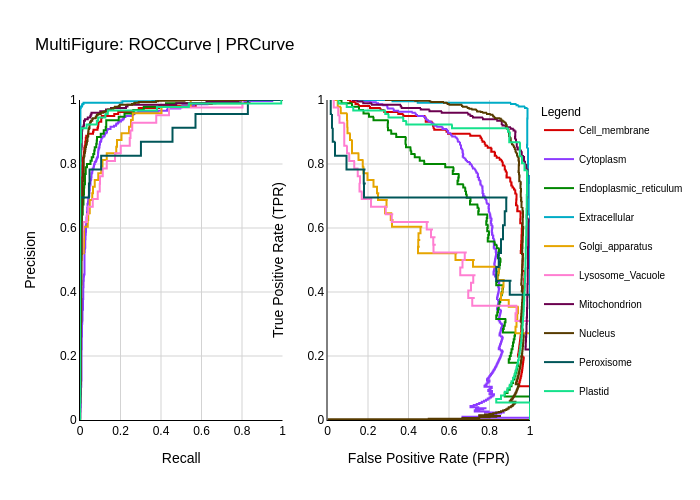 MultiFigure: ROCCurve | PRCurve
Precision
1
0.8
0.6
0.4
0.2
0
0
0.2
0.4
0.6
0.8
1
Recall
True Positive Rate (TPR)
1
0.8
0.6
0.4
0.2
0
0
0.2
0.4
0.6
0.8
1
False Positive Rate (FPR)
Legend
Cell_membrane
Cytoplasm
Endoplasmic_reticulum
Extracellular
Golgi_apparatus
Lysosome_Vacuole
Mitochondrion
Nucleus
Peroxisome
Plastid